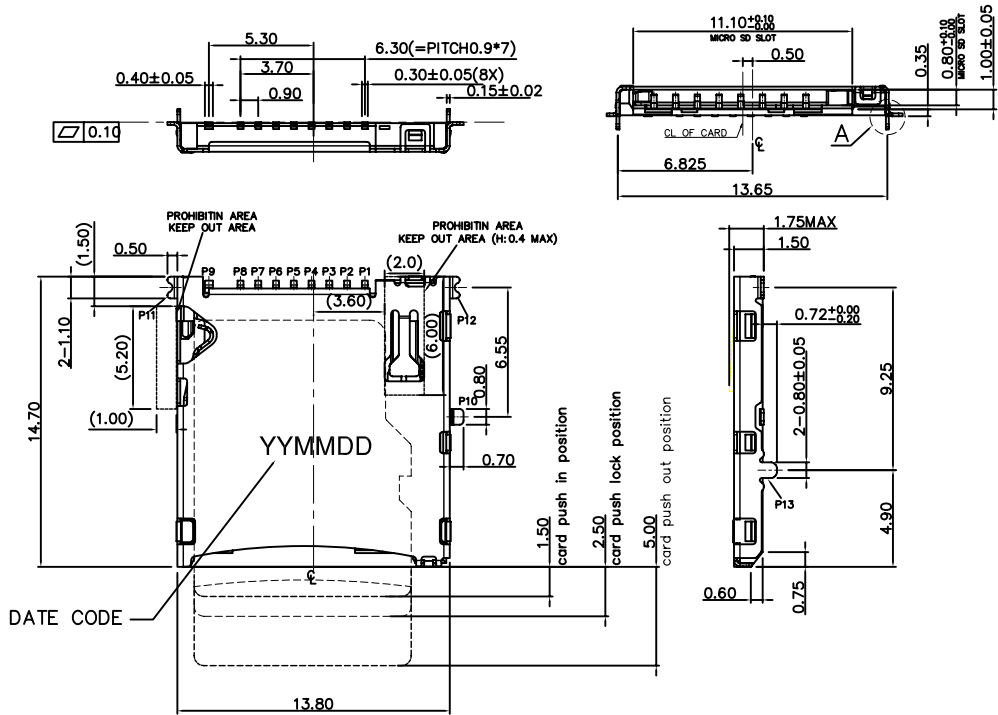 5.30
6.30(=PITCH0.9*7)
3.70
0.40±0.05
0.90
0.30±0.05(8X)
0.15±0.02
0.10
11.10+0.10-0.00
MICRO SD SLOT
0.50
0.35
0.80+0.10-0.00
MICRO SD SLOT
1.00±0.05
CL OF CARD
A
6.825
13.65
PROHIBITIN AREA
KEEP OUT AREA
PROHIBITIN AREA
KEEP OUT AREA (H:0.4 MAX)
(1.50)
0.50
(2.0)
P9 P8 P7 P6 P5 P4 P3 P2 P1
(3.60)
P11
P12
2-1.10
(5.20)
(6.00)
6.55
0.80
P10
(1.00)
14.70
YYMMDD
0.70
1.50
card push in position
2.50
card push lock position
5.00
card push out position
DATE CODE
13.80
1.75MAX
1.50
0.72+0.00-0.20
9.25
2-0.80±0.05
P13
4.90
0.60
0.75